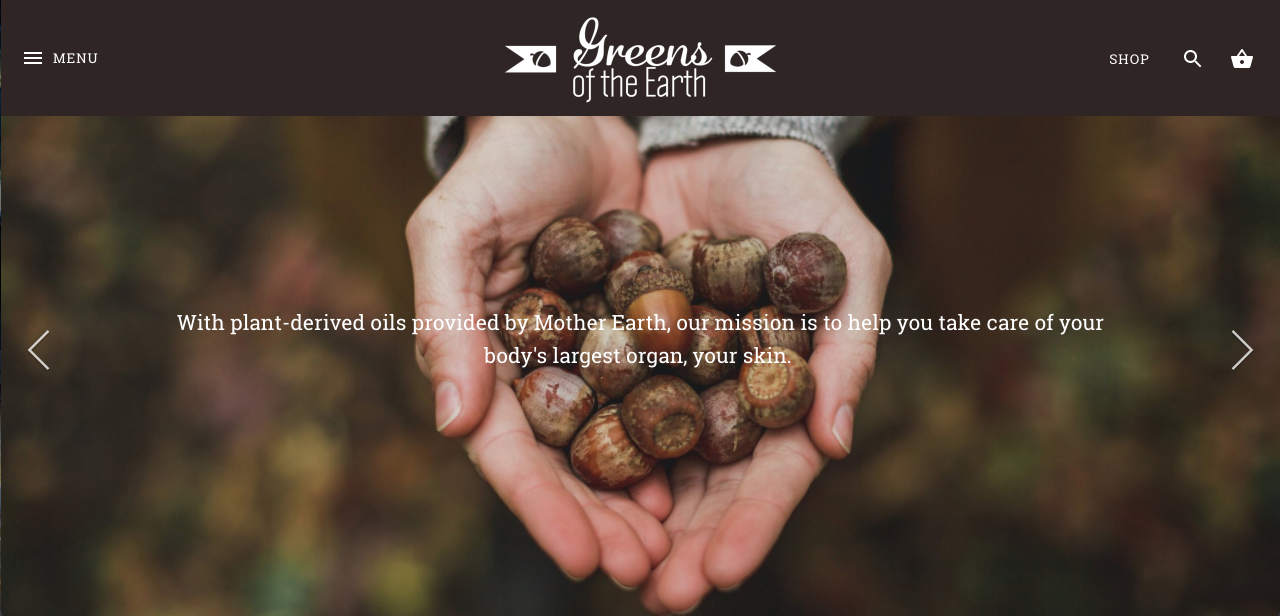 MENU
Greens
of the Earth
SHOP
With plant-derived oils provided by Mother Earth, our mission is to help you take care of your
body's largest organ, your skin.